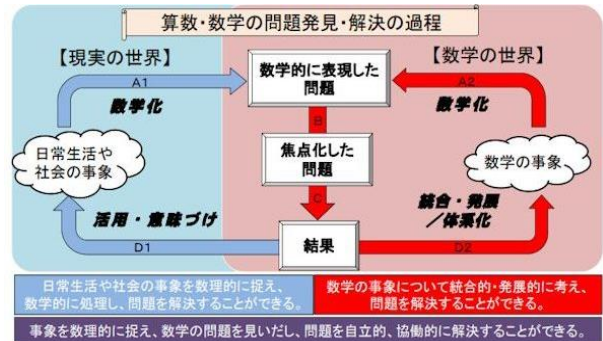 算数・数学の問題発見・解決の過程
【現実の世界】
【数学の世界】
A1
数学的に表現した
問題
A2
数学化
数学化
B
日常生活や
社会の事象
焦点化した
問題
数学の事象
C
活用・意味づけ
統合・発展
／体系化
D1
結果
D2
日常生活や社会の事象を数理的に捉え、
数学的に処理し、問題を解決することができる。
数学の事象について統合的・発展的に考え、
問題を解決することができる。
事象を数理的に捉え、数学の問題を見いだし、問題を自立的、協働的に解決することができる。